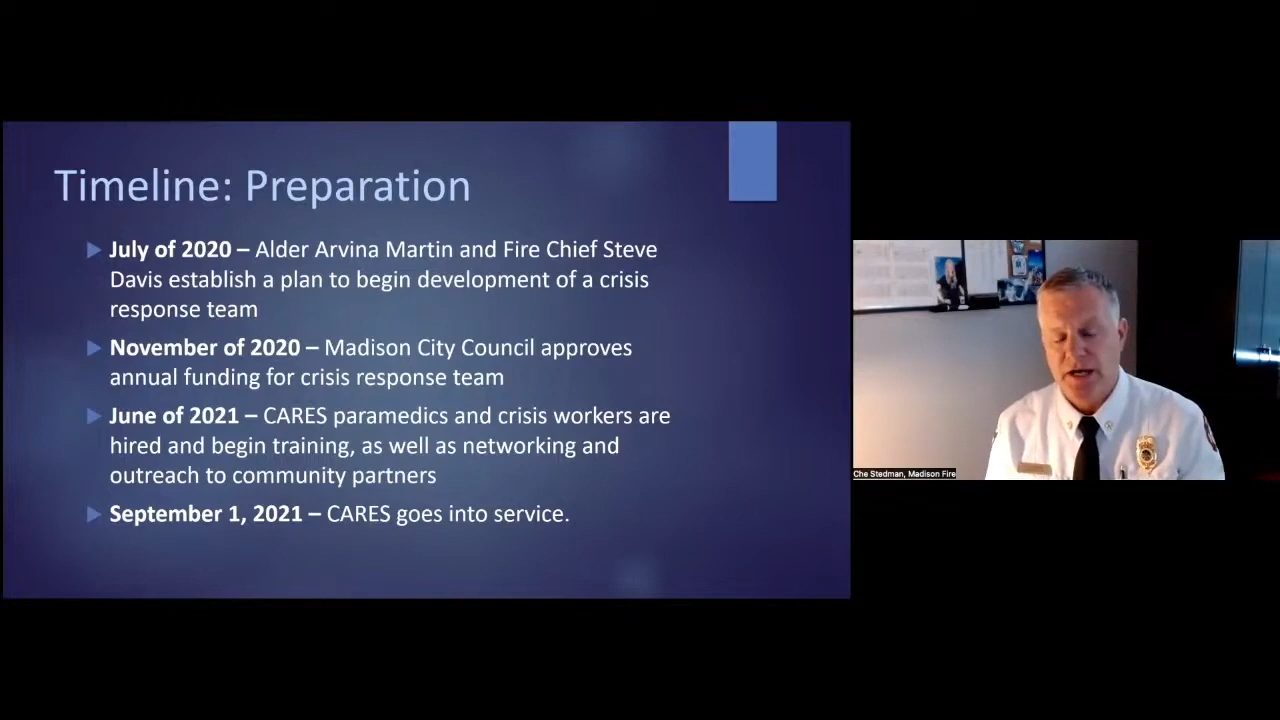 Timeline: Preparation
July of 2020 – Alder Arvina Martin and Fire Chief Steve
Davis establish a plan to begin development of a crisis
response team
November of 2020 – Madison City Council approves
annual funding for crisis response team
June of 2021 – CARES paramedics and crisis workers are
hired and begin training, as well as networking and
outreach to community partners
September 1, 2021 – CARES goes into service.
Che Stedman, Madison Fire